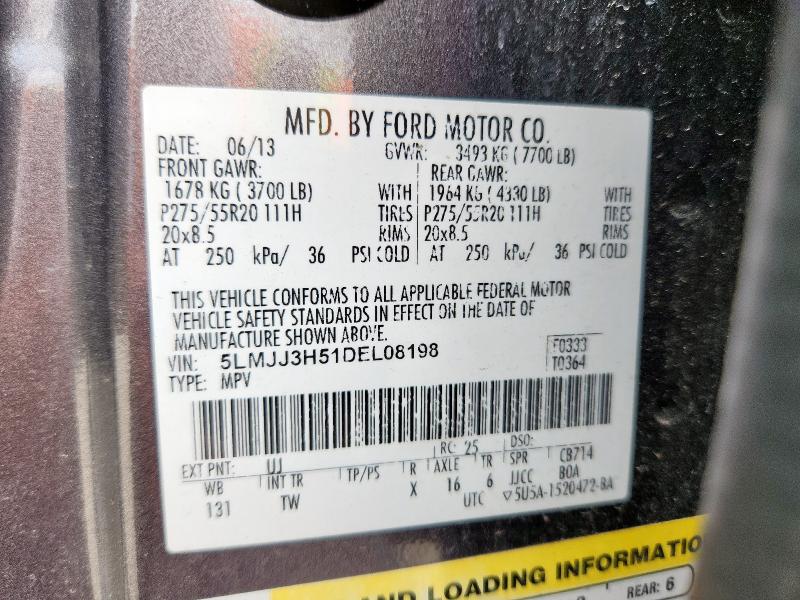 MFD. BY FORD MOTOR CO.
DATE: 06/13 GVWR: 3493 KG ( 7700 LB)
FRONT GAWR: REAR GAWR:
1678 KG ( 3700 LB) WITH 1964 KG ( 4330 LB) WITH
P275/55R20 111H TIRES P275/55R20 111H TIRES
20x8.5 RIMS 20x8.5 RIMS
AT 250 kPa/ 36 PSI COLD AT 250 kPa/ 36 PSI COLD
THIS VEHICLE CONFORMS TO ALL APPLICABLE FEDERAL MOTOR
VEHICLE SAFETY STANDARDS IN EFFECT ON THE DATE OF
MANUFACTURE SHOWN ABOVE.
VIN: 5LMJJ3H51DEL08198 F0333
TYPE: MPV T0364
EXT PNT: UJ RC: 25 DSO:
WB INT TR TP/PS R AXLE TR SPR CB714
131 TW X 16 6 JJCC BOA
UTC ▽5U5A-1520472-BA
AND LOADING INFORMATIO
REAR: 6